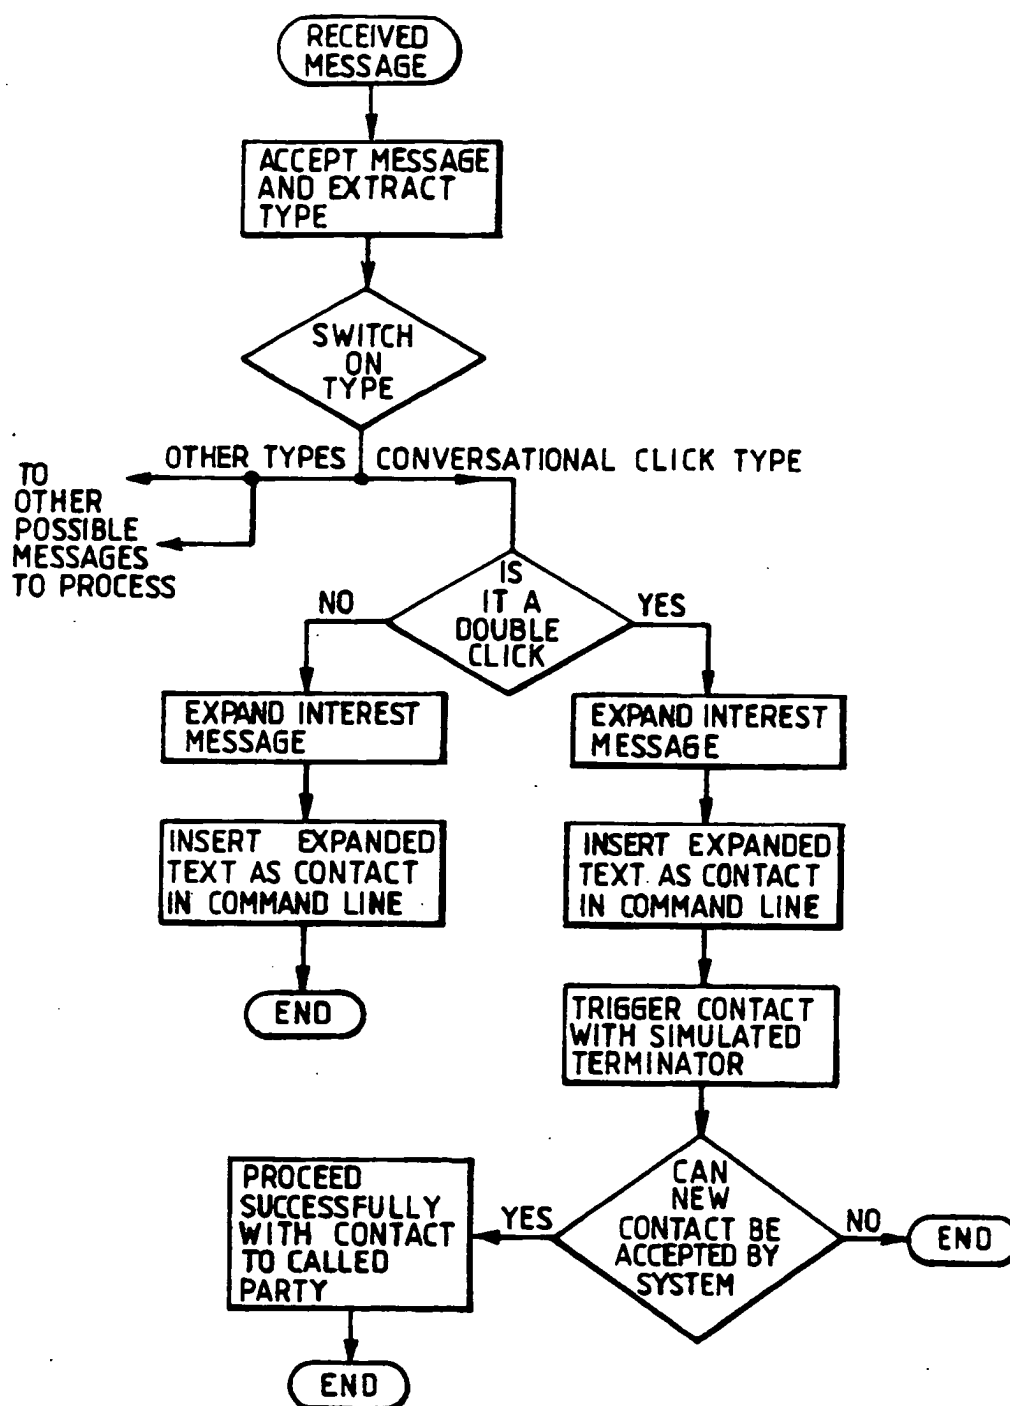 RECEIVED
MESSAGE
ACCEPT MESSAGE
AND EXTRACT
TYPE
SWITCH
ON
TYPE
OTHER TYPES
CONVERSATIONAL CLICK TYPE
TO
OTHER
POSSIBLE
MESSAGES
TO PROCESS
IS
IT A
DOUBLE
CLICK
NO
YES
EXPAND INTEREST
MESSAGE
EXPAND INTEREST
MESSAGE
INSERT EXPANDED
TEXT AS CONTACT
IN COMMAND LINE
INSERT EXPANDED
TEXT AS CONTACT
IN COMMAND LINE
END
TRIGGER CONTACT
WITH SIMULATED
TERMINATOR
CAN
NEW
CONTACT BE
ACCEPTED BY
SYSTEM
YES
NO
PROCEED
SUCCESSFULLY
WITH CONTACT
TO CALLED
PARTY
END
END